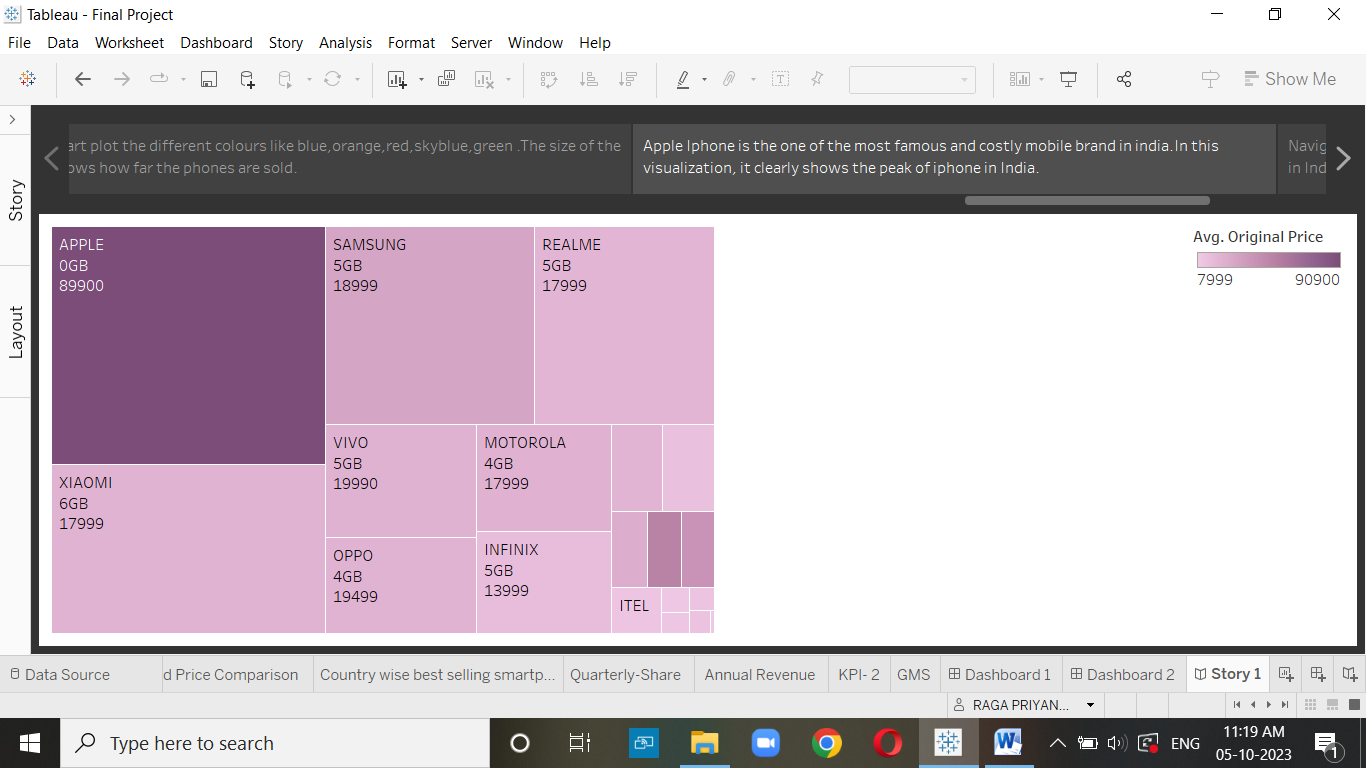 Tableau - Final Project
File Data Worksheet Dashboard Story Analysis Format Server Window Help
Show Me
Story
Layout
art plot the different colours like blue,orange,red,skyblue,green .The size of the
ows how far the phones are sold.
Apple Iphone is the one of the most famous and costly mobile brand in india.In this
visualization, it clearly shows the peak of iphone in India.
Navig
in Ind
APPLE
0GB
89900
SAMSUNG
5GB
18999
REALME
5GB
17999
XIAOMI
6GB
17999
VIVO
5GB
19990
MOTOROLA
4GB
17999
OPPO
4GB
19499
INFINIX
5GB
13999
ITEL
Avg. Original Price
7999 90900
Data Source d Price Comparison Country wise best selling smartp... Quarterly-Share Annual Revenue KPI- 2 GMS Dashboard 1 Dashboard 2 Story 1
RAGA PRIYAN...
Type here to search
ENG
11:19 AM
05-10-2023
1